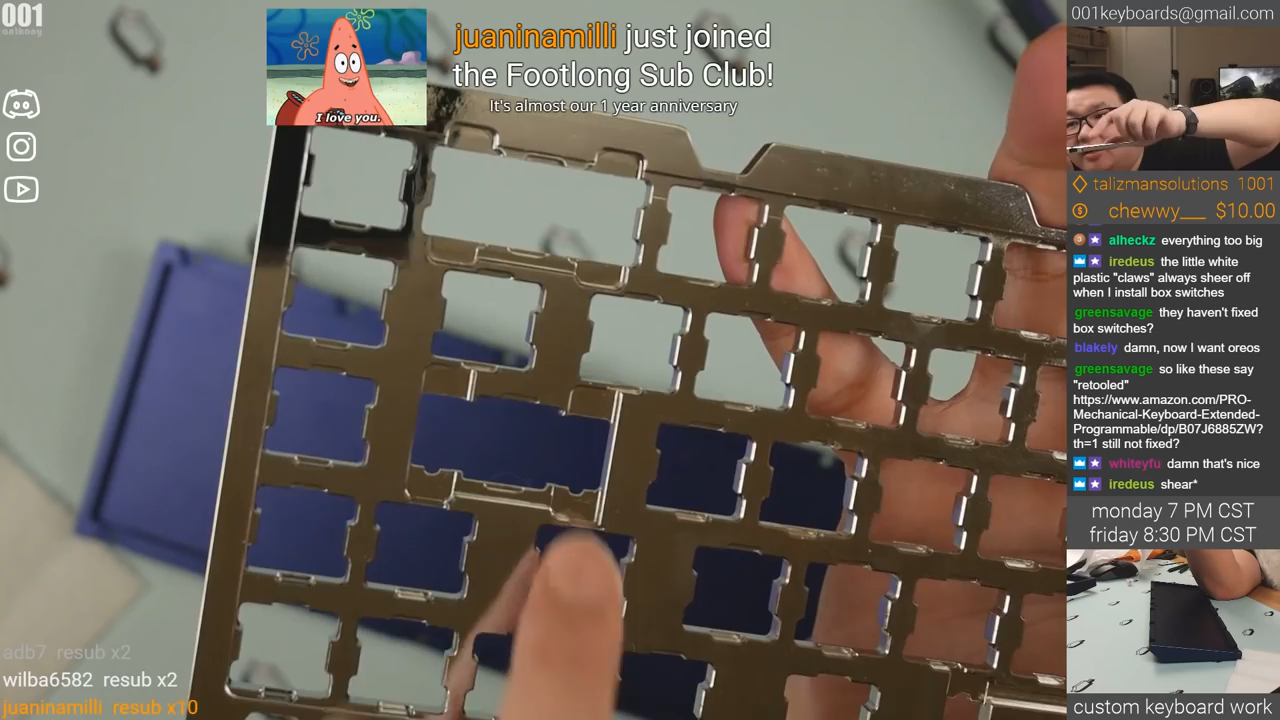 001
an1hony
I love you.
juaninamilli just joined
the Footlong Sub Club!
It's almost our 1 year anniversary
001keyboards@gmail.com
talizmansolutions 1001
chewwy___ $10.00
alheckz everything too big
iredeus the little white
plastic "claws" always sheer off
when I install box switches
greensavage they haven't fixed
box switches?
blakely damn, now I want oreos
greensavage so like these say
"retooled"
https://www.amazon.com/PRO-
Mechanical-Keyboard-Extended-
Programmable/dp/B07J6885ZW?
th=1 still not fixed?
whiteyfu damn that's nice
iredeus shear*
monday 7 PM CST
friday 8:30 PM CST
adb7 resub x2
wilba6582 resub x2
juaninamilli resub x10
custom keyboard work